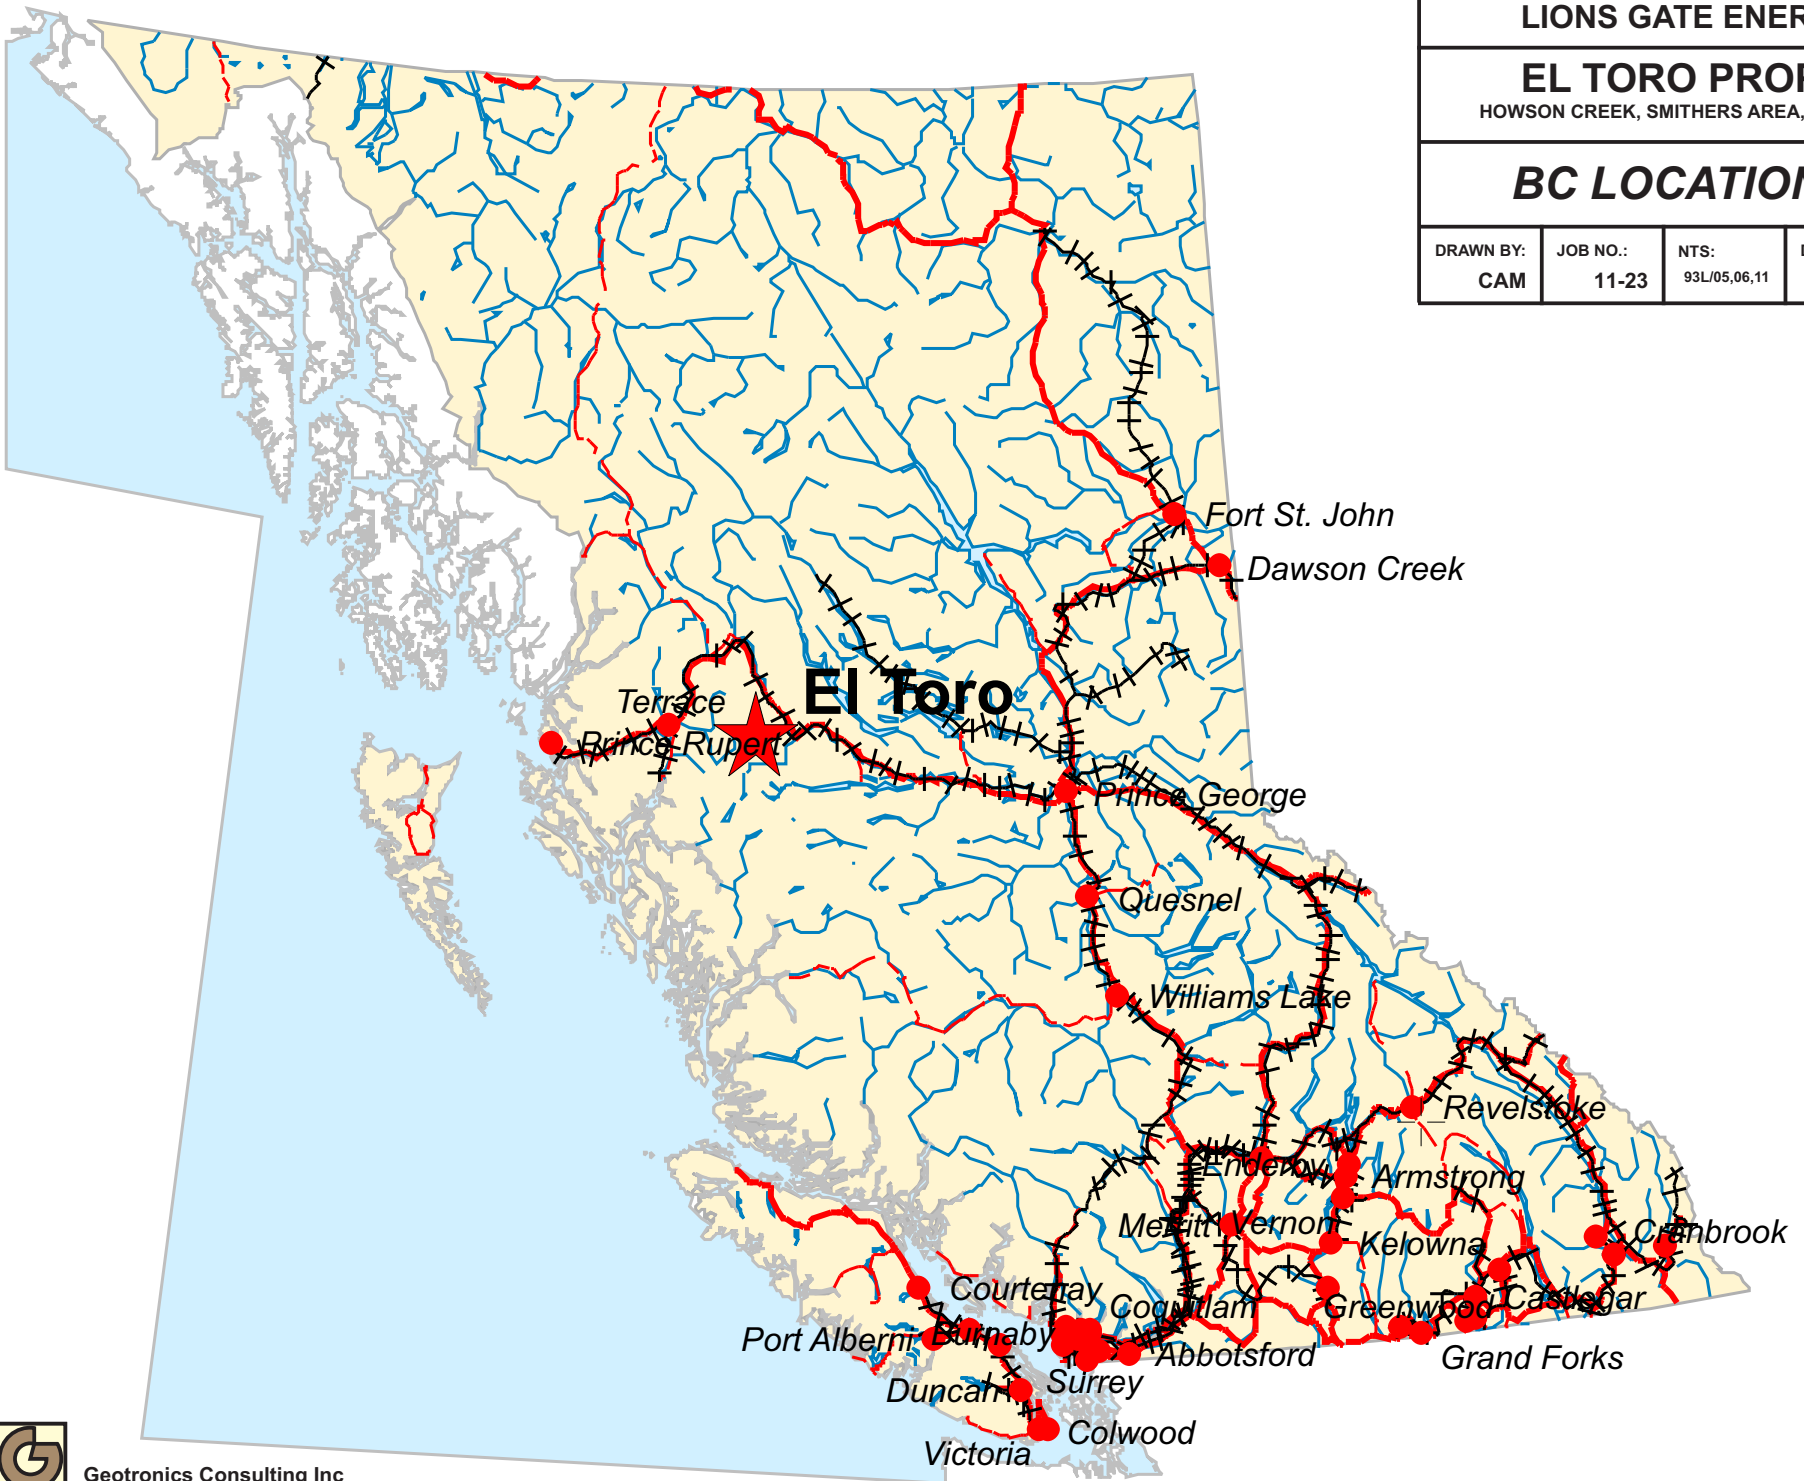 LIONS GATE ENER
EL TORO PROP
HOWSON CREEK, SMITHERS AREA,
BC LOCATION
DRAWN BY:
CAM
JOB NO.:
11-23
NTS:
93L/05,06,11
Fort St. John
Dawson Creek
El Toro
Terrace
Prince Rupert
Prince George
Quesnel
Williams Lake
Revelstoke
Enderby
Armstrong
Merritt
Vernon
Cranbrook
Kelowna
Courtenay
Coquitlam
Greenwood
Castlegar
Port Alberni
Burnaby
Abbotsford
Grand Forks
Duncan
Surrey
Colwood
Victoria
G
Geotronics Consulting Inc